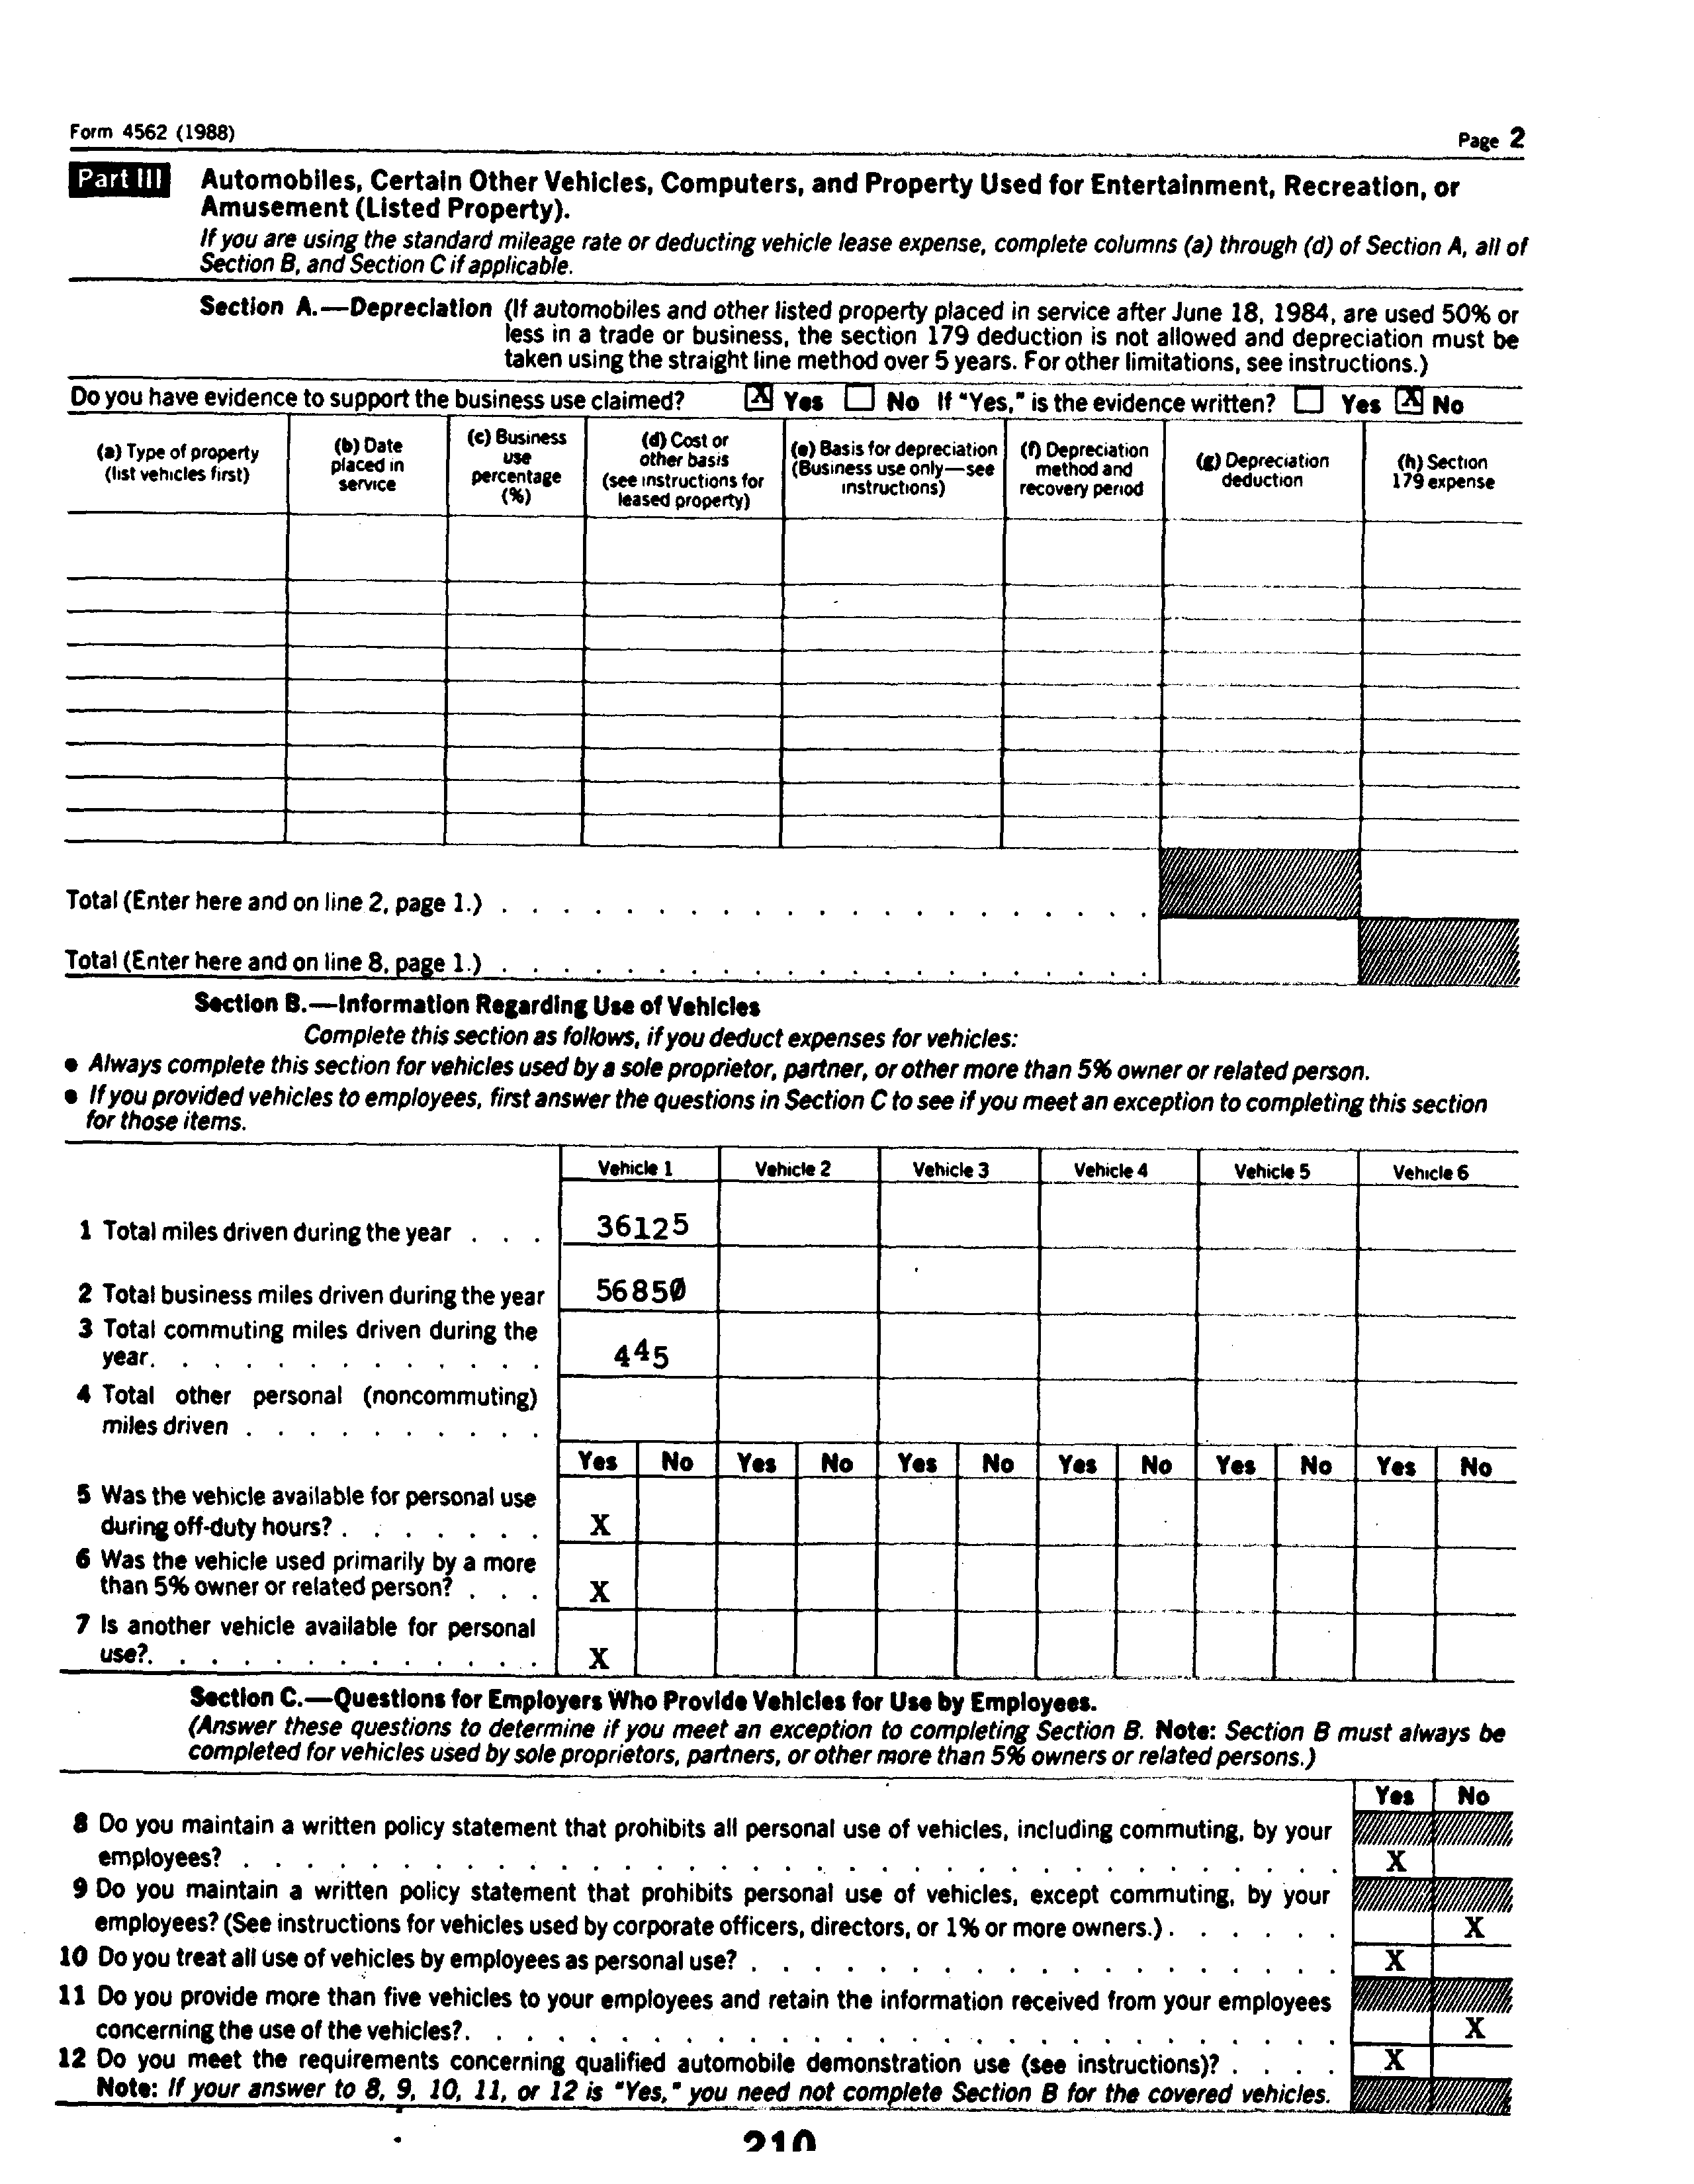 Form 4562 (1988)
Page 2
Part III
Automobiles, Certain Other Vehicles, Computers, and Property Used for Entertainment, Recreation, or
Amusement (Listed Property).
If you are using the standard mileage rate or deducting vehicle lease expense, complete columns (a) through (d) of Section A, all of
Section B, and Section C if applicable.
Section A.—Depreciation (If automobiles and other listed property placed in service after June 18, 1984, are used 50% or
less in a trade or business, the section 179 deduction is not allowed and depreciation must be
taken using the straight line method over 5 years. For other limitations, see instructions.)
Do you have evidence to support the business use claimed? X Yes No If "Yes," is the evidence written? Yes X No
(a) Type of property
(list vehicles first)
(b) Date
placed in
service
(c) Business
use
percentage
(%)
(d) Cost or
other basis
(see instructions for
leased property)
(e) Basis for depreciation
(Business use only—see
instructions)
(f) Depreciation
method and
recovery period
(g) Depreciation
deduction
(h) Section
179 expense
Total (Enter here and on line 2, page 1.) . . . . . . . . . . . . . . . . . . . . .
Total (Enter here and on line 8, page 1.) . . . . . . . . . . . . . . . . . . . . .
Section B.—Information Regarding Use of Vehicles
Complete this section as follows, if you deduct expenses for vehicles:
● Always complete this section for vehicles used by a sole proprietor, partner, or other more than 5% owner or related person.
● If you provided vehicles to employees, first answer the questions in Section C to see if you meet an exception to completing this section
for those items.
Vehicle 1 Vehicle 2 Vehicle 3 Vehicle 4 Vehicle 5 Vehicle 6
1 Total miles driven during the year . . . 36125
2 Total business miles driven during the year 56850
3 Total commuting miles driven during the
year. . . . . . . . . . . . . 445
4 Total other personal (noncommuting)
miles driven . . . . . . . . . .
Yes No Yes No Yes No Yes No Yes No Yes No
5 Was the vehicle available for personal use
during off-duty hours? . . . . . . . X
6 Was the vehicle used primarily by a more
than 5% owner or related person? . . . X
7 Is another vehicle available for personal
use?. . . . . . . . . . . . . X
Section C.—Questions for Employers Who Provide Vehicles for Use by Employees.
(Answer these questions to determine if you meet an exception to completing Section B. Note: Section B must always be
completed for vehicles used by sole proprietors, partners, or other more than 5% owners or related persons.)
Yes No
8 Do you maintain a written policy statement that prohibits all personal use of vehicles, including commuting, by your
employees? . . . . . . . . . . . . . . . . . . . . . . . . . . . . . . . . . . . X
9 Do you maintain a written policy statement that prohibits personal use of vehicles, except commuting, by your
employees? (See instructions for vehicles used by corporate officers, directors, or 1% or more owners.) . . . . . . X
10 Do you treat all use of vehicles by employees as personal use? . . . . . . . . . . . . . . . . . . . X
11 Do you provide more than five vehicles to your employees and retain the information received from your employees
concerning the use of the vehicles?. . . . . . . . . . . . . . . . . . . . . . . . . . . . X
12 Do you meet the requirements concerning qualified automobile demonstration use (see instructions)? . . . . X
Note: If your answer to 8, 9, 10, 11, or 12 is "Yes," you need not complete Section B for the covered vehicles.
210